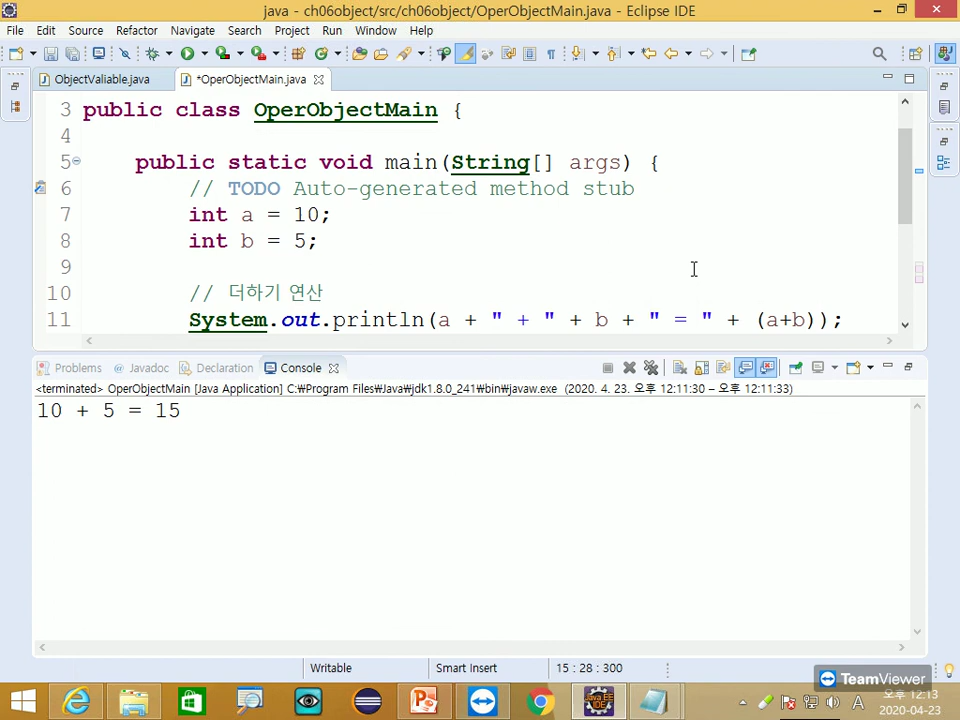 java - ch06object/src/ch06object/OperObjectMain.java - Eclipse IDE
File Edit Source Refactor Navigate Search Project Run Window Help
ObjectValiable.java *OperObjectMain.java
3 public class OperObjectMain {
4
5 public static void main(String[] args) {
6 // TODO Auto-generated method stub
7 int a = 10;
8 int b = 5;
9
10 // 더하기 연산
11 System.out.println(a + " + " + b + " = " + (a+b));
Problems @ Javadoc Declaration Console
<terminated> OperObjectMain [Java Application] C:₩Program Files₩Java₩jdk1.8.0_241₩bin₩javaw.exe (2020. 4. 23. 오후 12:11:30 – 오후 12:11:33)
10 + 5 = 15
Writable Smart Insert 15 : 28 : 300
TeamViewer
A 오후 12:13
2020-04-23